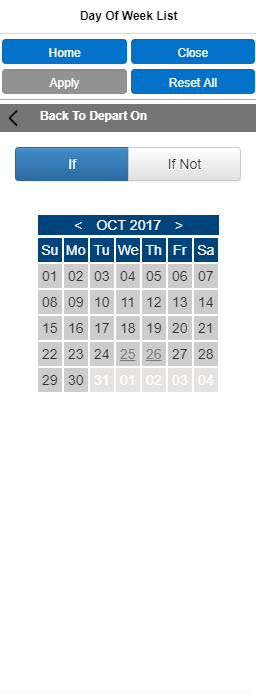 Day Of Week List
Home Close
Apply Reset All
Back To Depart On
If If Not
< OCT 2017 >
Su Mo Tu We Th Fr Sa
01 02 03 04 05 06 07
08 09 10 11 12 13 14
15 16 17 18 19 20 21
22 23 24 25 26 27 28
29 30 31 01 02 03 04